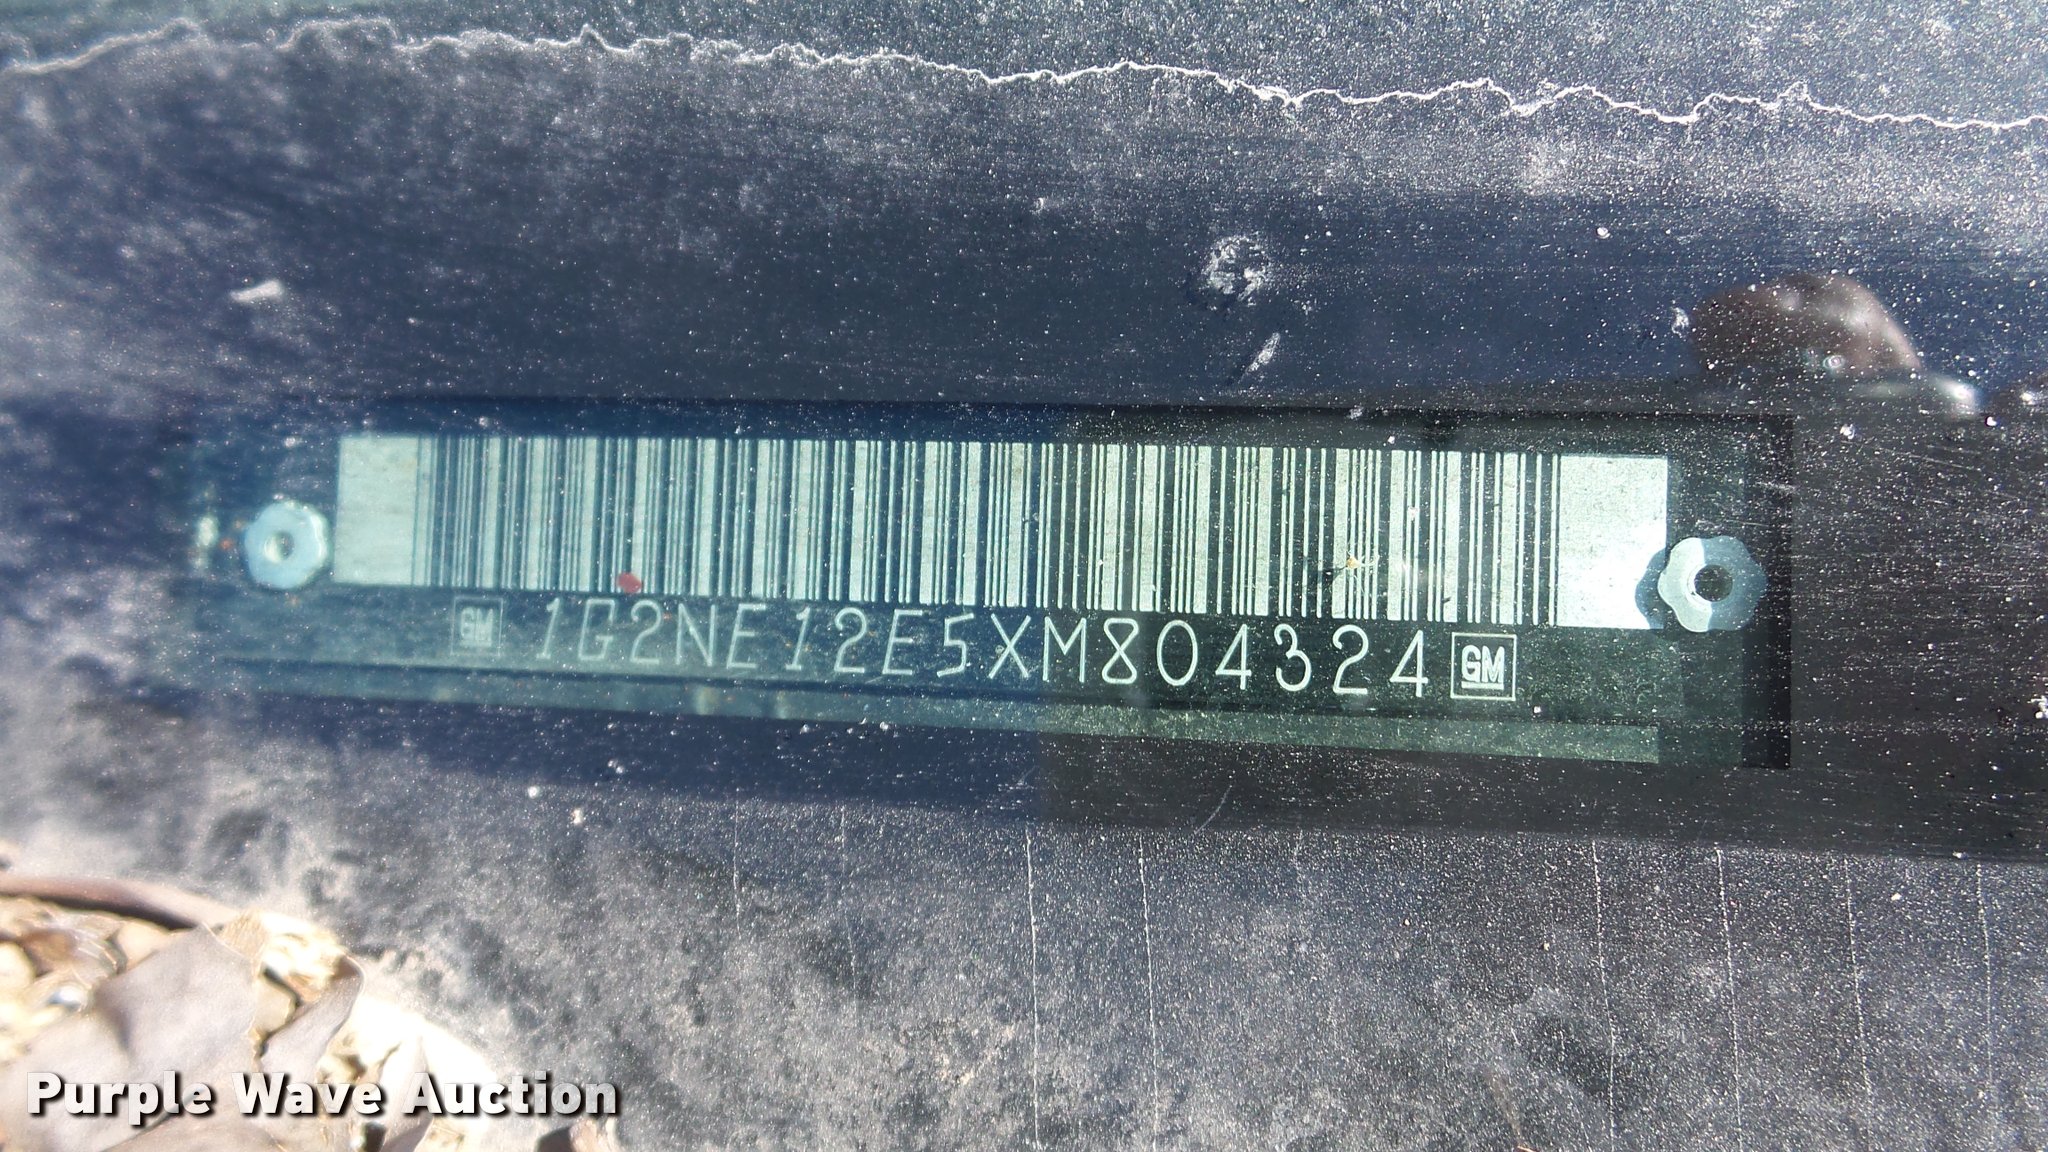 GM 1G2NE12E5XM804324 GM
Purple Wave Auction